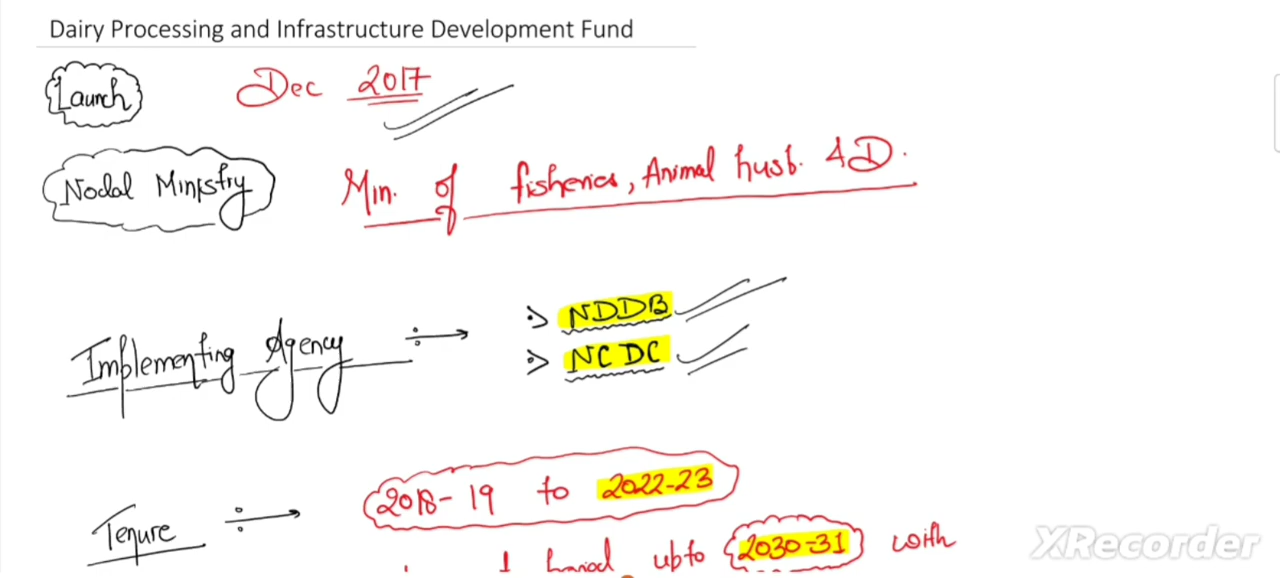 Dairy Processing and Infrastructure Development Fund
Launch Dec 2017
Nodal Ministry Min. of fisheries, Animal husb. & D.
Implementing Agency ÷→ :> NDDB
:> NCDC
Tenure ÷→ 2018-19 to 2022-23
upto 2030-31 with
XRecorder